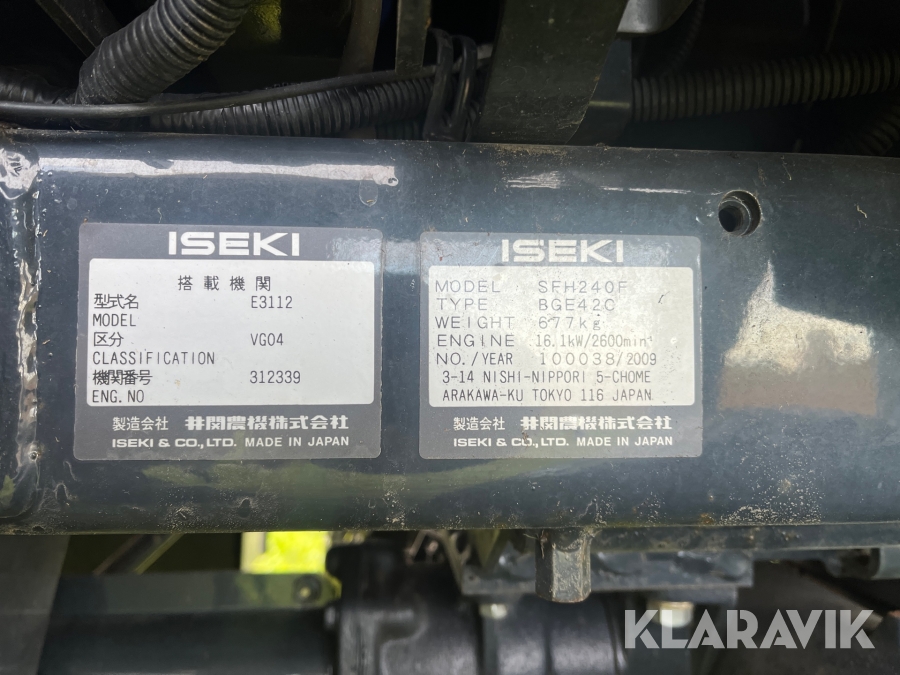 ISEKI
搭載機関
型式名 E3112
MODEL
区分 VG04
CLASSIFICATION
機関番号 312339
ENG.NO
製造会社 井関農機株式会社
ISEKI & CO.,LTD. MADE IN JAPAN
ISEKI
MODEL SFH240F
TYPE BGE42C
WEIGHT 677kg
ENGINE 16.1kW/2600min⁻¹
NO./YEAR 100038/2009
3-14 NISHI-NIPPORI 5-CHOME
ARAKAWA-KU TOKYO 116 JAPAN
製造会社 井関農機株式会社
ISEKI & CO.,LTD. MADE IN JAPAN
KLARAVIK